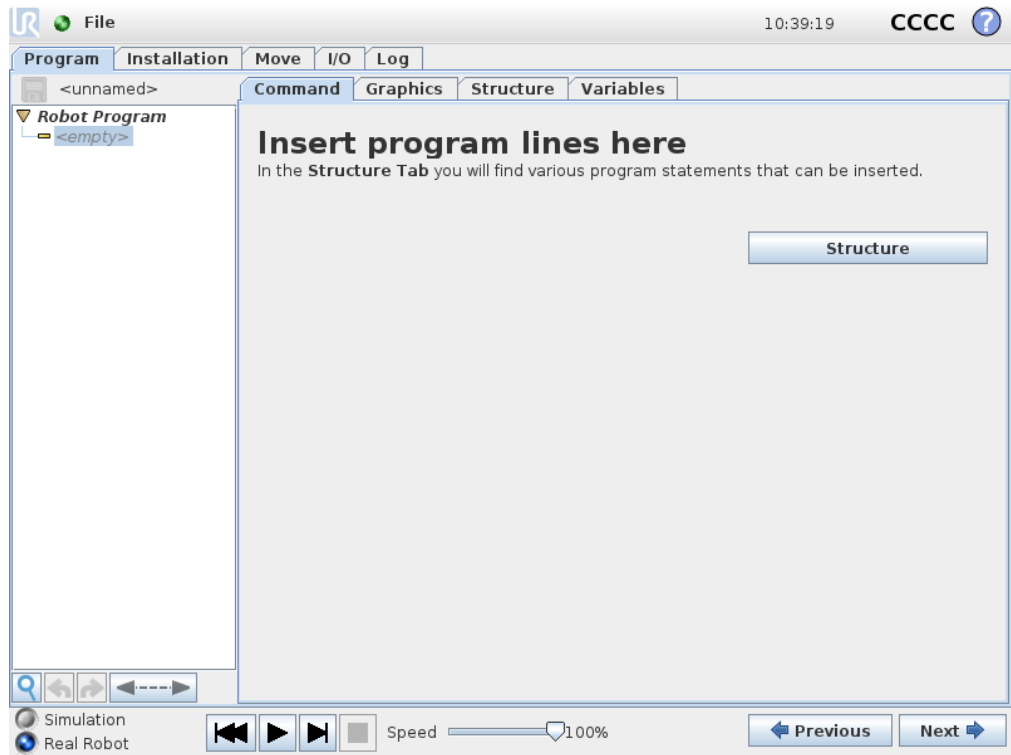 UR File 10:39:19 CCCC ?
Program Installation Move I/O Log
<unnamed>
Command Graphics Structure Variables
Robot Program
<empty>
Insert program lines here
In the Structure Tab you will find various program statements that can be inserted.
Structure
Simulation
Real Robot
Speed 100%
Previous Next